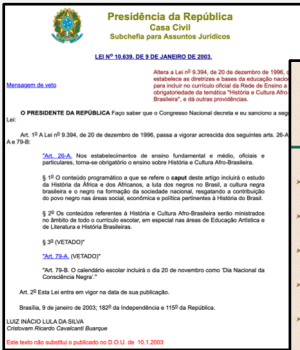 Presidência da República
Casa Civil
Subchefia para Assuntos Jurídicos
LEI Nº 10.639, DE 9 DE JANEIRO DE 2003.
Mensagem de veto
Altera a Lei nº 9.394, de 20 de dezembro de 1996,
estabelece as diretrizes e bases da educação nacio
para incluir no currículo oficial da Rede de Ensino a
obrigatoriedade da temática "História e Cultura Afro-
Brasileira", e dá outras providências.
O PRESIDENTE DA REPÚBLICA Faço saber que o Congresso Nacional decreta e eu sanciono a seg
Lei:
Art. 1º A Lei nº 9.394, de 20 de dezembro de 1996, passa a vigorar acrescida dos seguintes arts. 26-A
A e 79-B:
"Art. 26-A. Nos estabelecimentos de ensino fundamental e médio, oficiais e
particulares, torna-se obrigatório o ensino sobre História e Cultura Afro-Brasileira.
§ 1º O conteúdo programático a que se refere o caput deste artigo incluirá o estudo
da História da África e dos Africanos, a luta dos negros no Brasil, a cultura negra
brasileira e o negro na formação da sociedade nacional, resgatando a contribuição
do povo negro nas áreas social, econômica e política pertinentes à História do Brasil.
§ 2º Os conteúdos referentes à História e Cultura Afro-Brasileira serão ministrados
no âmbito de todo o currículo escolar, em especial nas áreas de Educação Artística e
de Literatura e História Brasileiras.
§ 3º (VETADO)"
"Art. 79-A. (VETADO)"
"Art. 79-B. O calendário escolar incluirá o dia 20 de novembro como 'Dia Nacional da
Consciência Negra'."
Art. 2º Esta Lei entra em vigor na data de sua publicação.
Brasília, 9 de janeiro de 2003; 182º da Independência e 115º da República.
LUIZ INÁCIO LULA DA SILVA
Cristovam Ricardo Cavalcanti Buarque
Este texto não substitui o publicado no D.O.U. de 10.1.2003